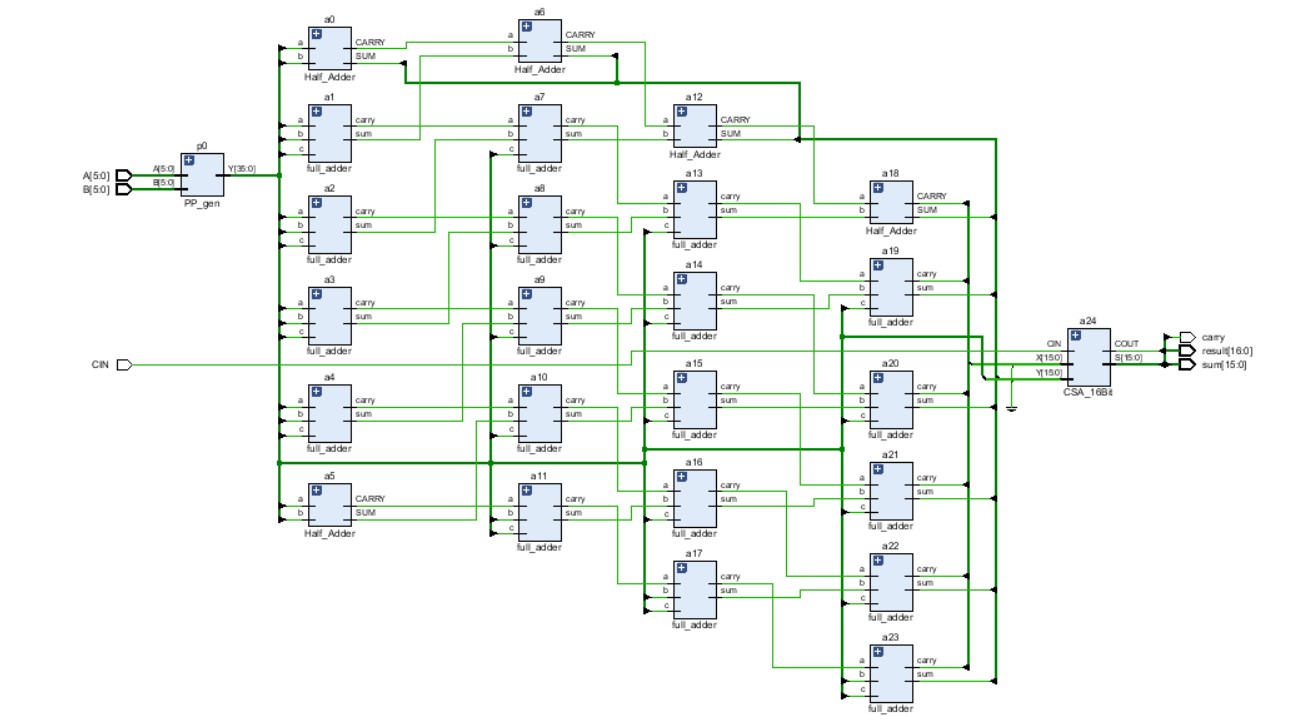 p0
A[5:0]
B[5:0]
A[5:0]
B[5:0]
Y[35:0]
PP_gen
CIN
a0
a
b
CARRY
SUM
Half_Adder
a1
a
b
c
carry
sum
full_adder
a2
a
b
c
carry
sum
full_adder
a3
a
b
c
carry
sum
full_adder
a4
a
b
c
carry
sum
full_adder
a5
a
b
CARRY
SUM
Half_Adder
a6
a
b
CARRY
SUM
Half_Adder
a7
a
b
c
carry
sum
full_adder
a8
a
b
c
carry
sum
full_adder
a9
a
b
c
carry
sum
full_adder
a10
a
b
c
carry
sum
full_adder
a11
a
b
c
carry
sum
full_adder
a12
a
b
CARRY
SUM
Half_Adder
a13
a
b
c
carry
sum
full_adder
a14
a
b
c
carry
sum
full_adder
a15
a
b
c
carry
sum
full_adder
a16
a
b
c
carry
sum
full_adder
a17
a
b
c
carry
sum
full_adder
a18
a
b
CARRY
SUM
Half_Adder
a19
a
b
c
carry
sum
full_adder
a20
a
b
c
carry
sum
full_adder
a21
a
b
c
carry
sum
full_adder
a22
a
b
c
carry
sum
full_adder
a23
a
b
c
carry
sum
full_adder
a24
CIN
X[15:0]
Y[15:0]
COUT
S[15:0]
CSA_16Bit
carry
result[16:0]
sum[15:0]